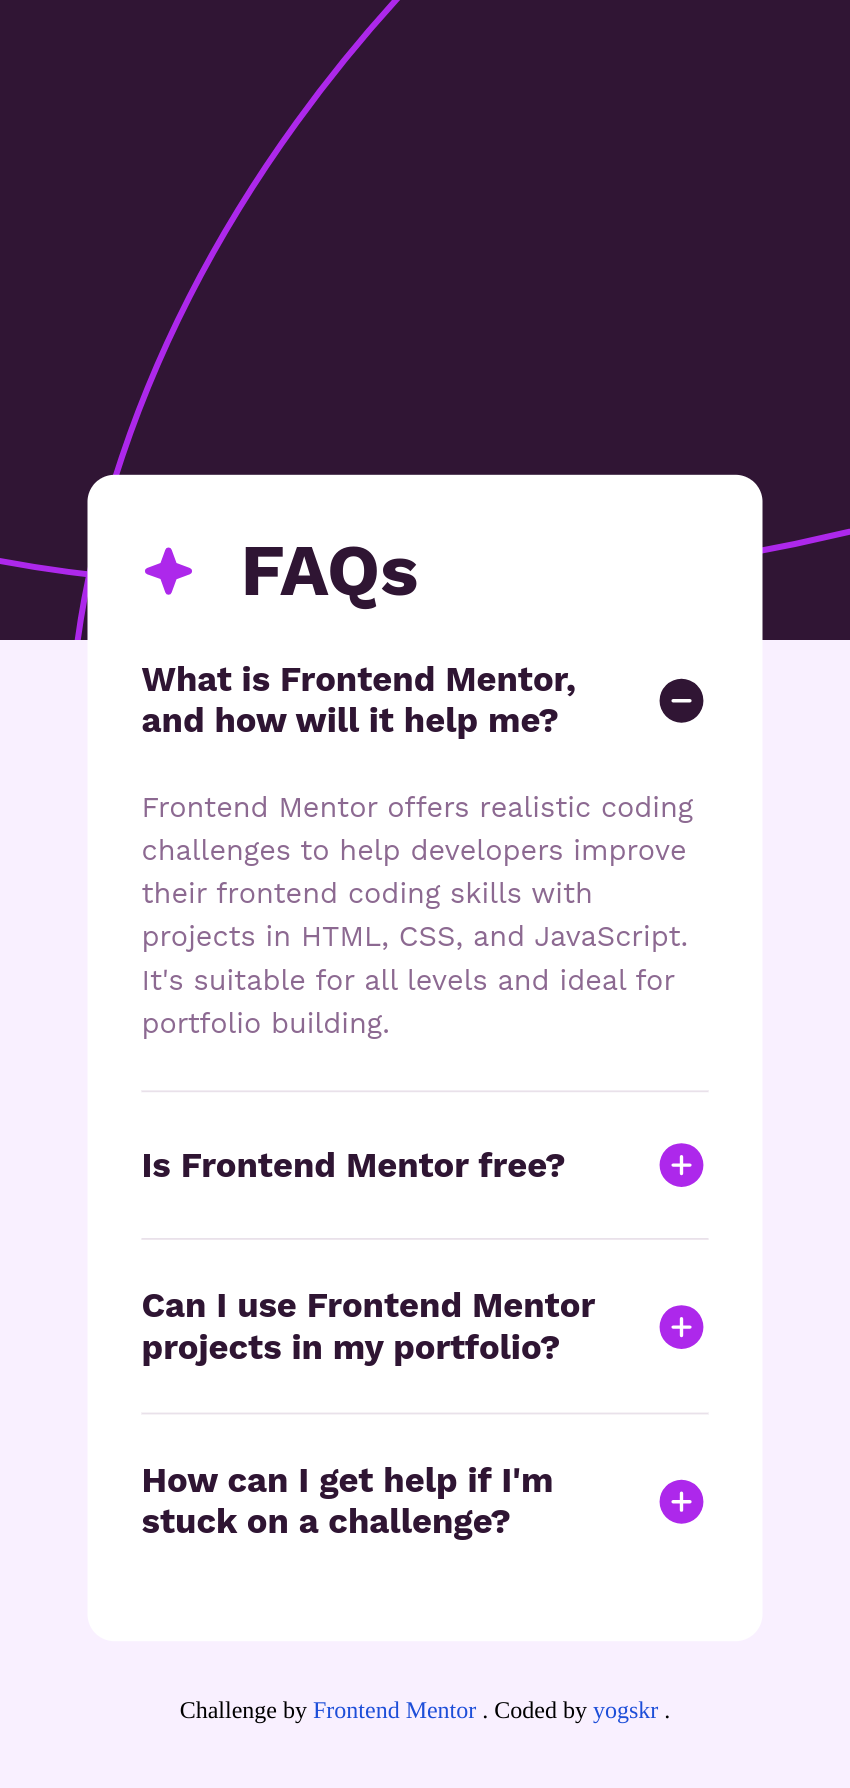 FAQs
What is Frontend Mentor,
and how will it help me?
Frontend Mentor offers realistic coding
challenges to help developers improve
their frontend coding skills with
projects in HTML, CSS, and JavaScript.
It's suitable for all levels and ideal for
portfolio building.
Is Frontend Mentor free?
Can I use Frontend Mentor
projects in my portfolio?
How can I get help if I'm
stuck on a challenge?
Challenge by Frontend Mentor . Coded by yogskr .